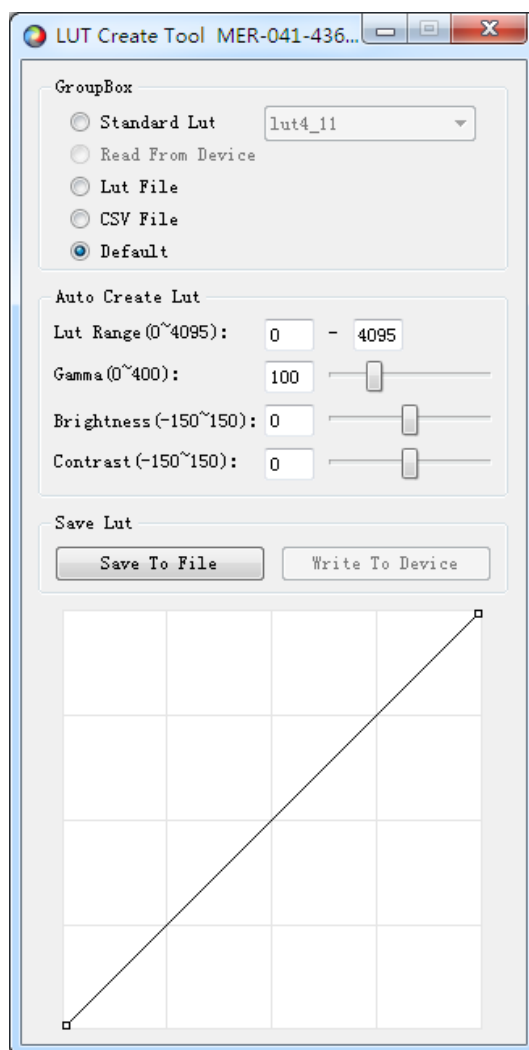 LUT Create Tool MER-041-436...
GroupBox
Standard Lut lut4_11
Read From Device
Lut File
CSV File
Default
Auto Create Lut
Lut Range(0~4095): 0 - 4095
Gamma(0~400): 100
Brightness(-150~150): 0
Contrast(-150~150): 0
Save Lut
Save To File Write To Device